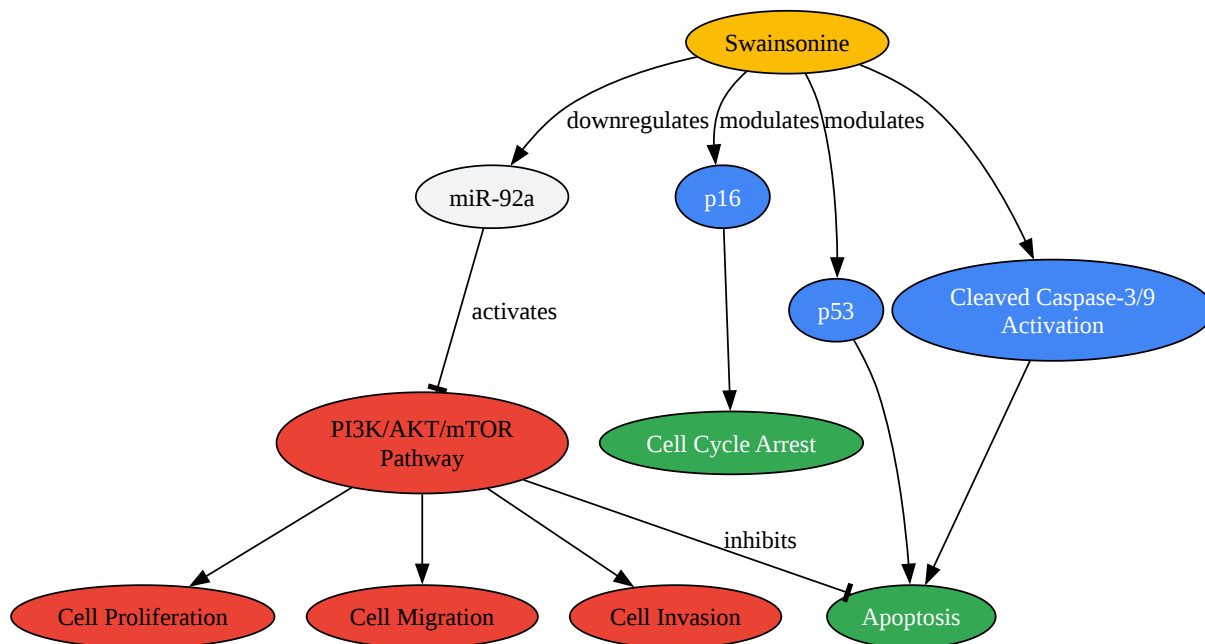 Swainsonine
downregulates
modulates
modulates
miR-92a
p16
p53
Cleaved Caspase-3/9
Activation
activates
PI3K/AKT/mTOR
Pathway
Cell Cycle Arrest
inhibits
Cell Proliferation
Cell Migration
Cell Invasion
Apoptosis